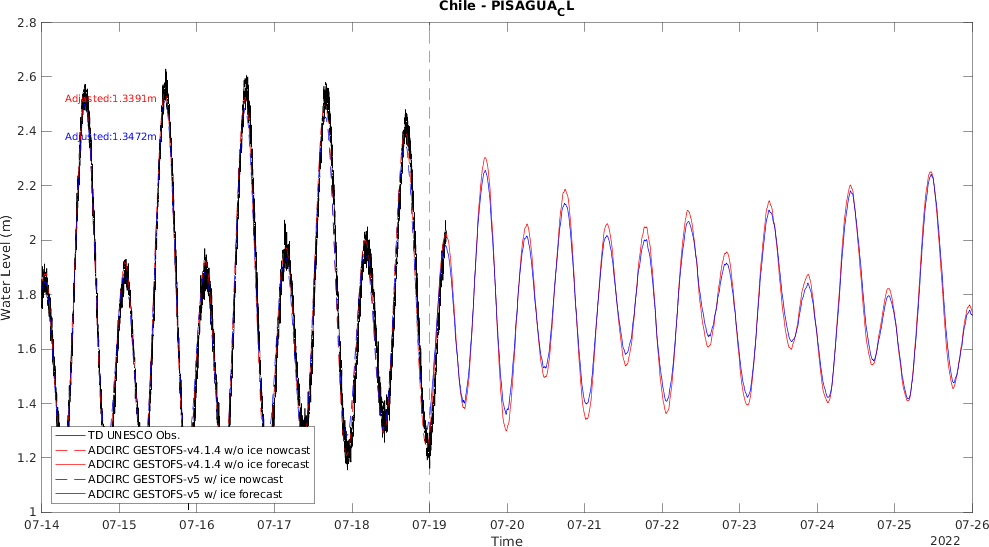 Chile - PISAGUA_CL
2.8
2.6
2.4
2.2
2
1.8
1.6
1.4
1.2
1
Water Level (m)
Adjusted:1.3391m
Adjusted:1.3472m
TD UNESCO Obs.
ADCIRC GESTOFS-v4.1.4 w/o ice nowcast
ADCIRC GESTOFS-v4.1.4 w/o ice forecast
ADCIRC GESTOFS-v5 w/ ice nowcast
ADCIRC GESTOFS-v5 w/ ice forecast
07-14 07-15 07-16 07-17 07-18 07-19 07-20 07-21 07-22 07-23 07-24 07-25 07-26
Time
2022